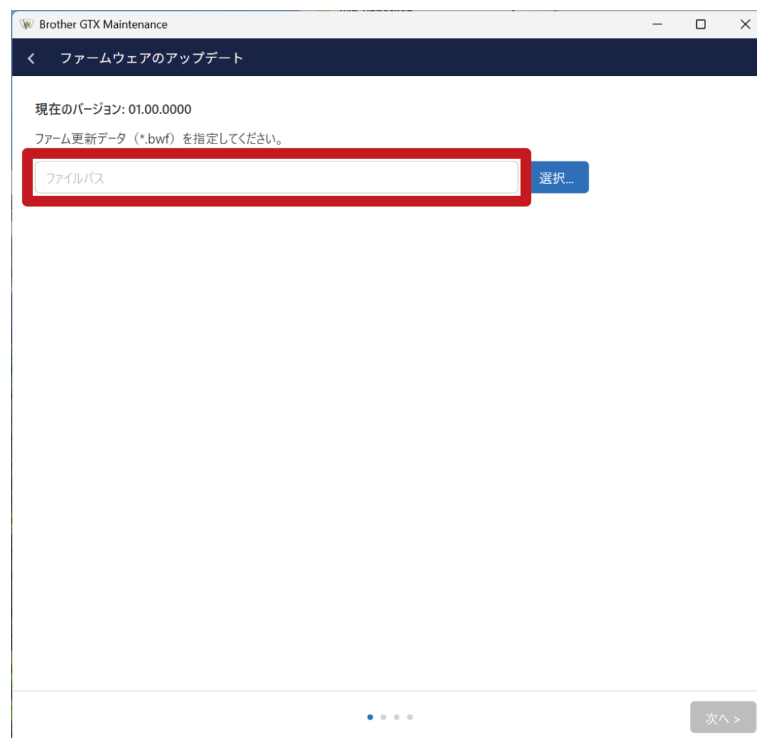 Brother GTX Maintenance
ファームウェアのアップデート
現在のバージョン: 01.00.0000
ファーム更新データ（*.bwf）を指定してください。
ファイルパス
選択...
次へ >